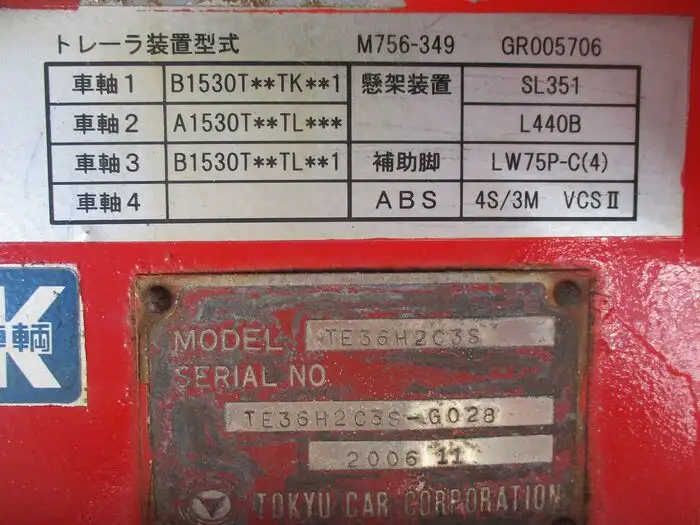 トレーラ装置型式 M756-349 GR005706
車軸1 B1530T**TK**1 懸架装置 SL351
車軸2 A1530T**TL*** L440B
車軸3 B1530T**TL**1 補助脚 LW75P-C(4)
車軸4 ABS 4S/3M VCSⅡ
K
車輌
MODEL TE36H2C3S
SERIAL NO
TE36H2C3S-G028
2006 11
TOKYU CAR CORPORATION